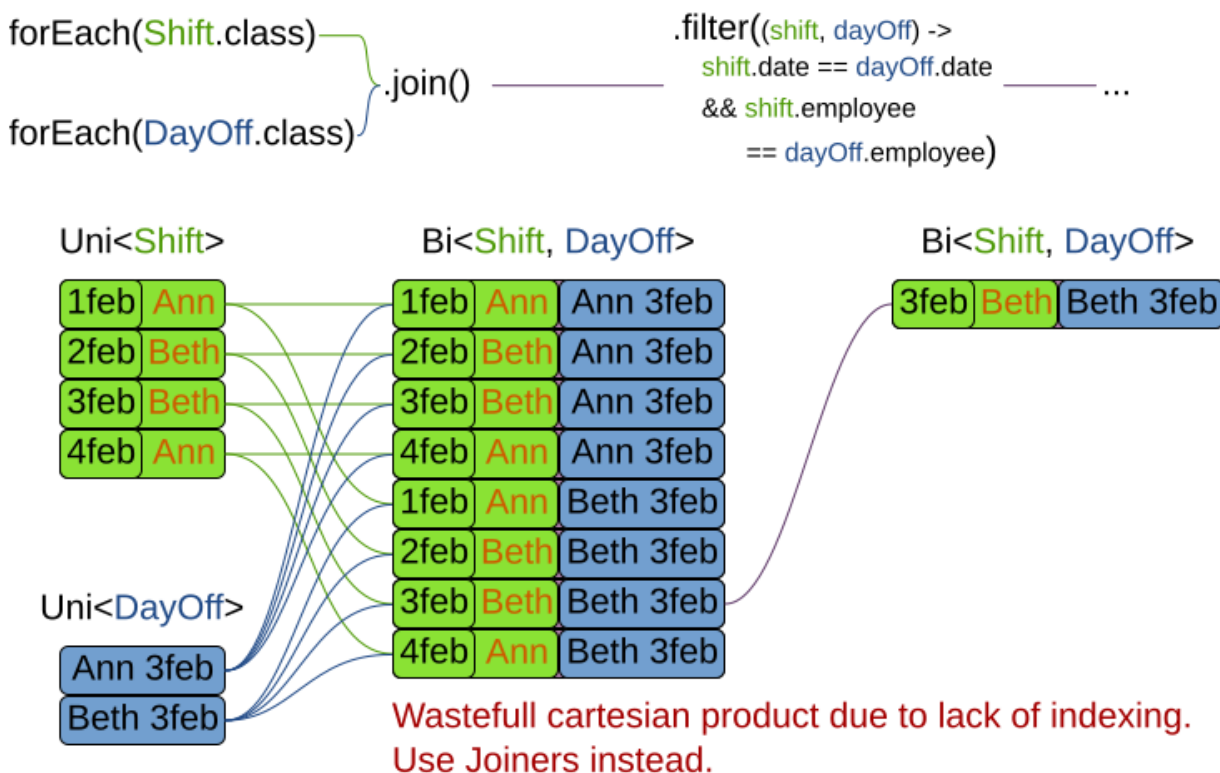 forEach(Shift.class)
forEach(DayOff.class)
.join()
.filter((shift, dayOff) ->
shift.date == dayOff.date
&& shift.employee
== dayOff.employee)
...
Uni<Shift>
1feb Ann
2feb Beth
3feb Beth
4feb Ann
Uni<DayOff>
Ann 3feb
Beth 3feb
Bi<Shift, DayOff>
1feb Ann Ann 3feb
2feb Beth Ann 3feb
3feb Beth Ann 3feb
4feb Ann Ann 3feb
1feb Ann Beth 3feb
2feb Beth Beth 3feb
3feb Beth Beth 3feb
4feb Ann Beth 3feb
Bi<Shift, DayOff>
3feb Beth Beth 3feb
Wastefull cartesian product due to lack of indexing.
Use Joiners instead.